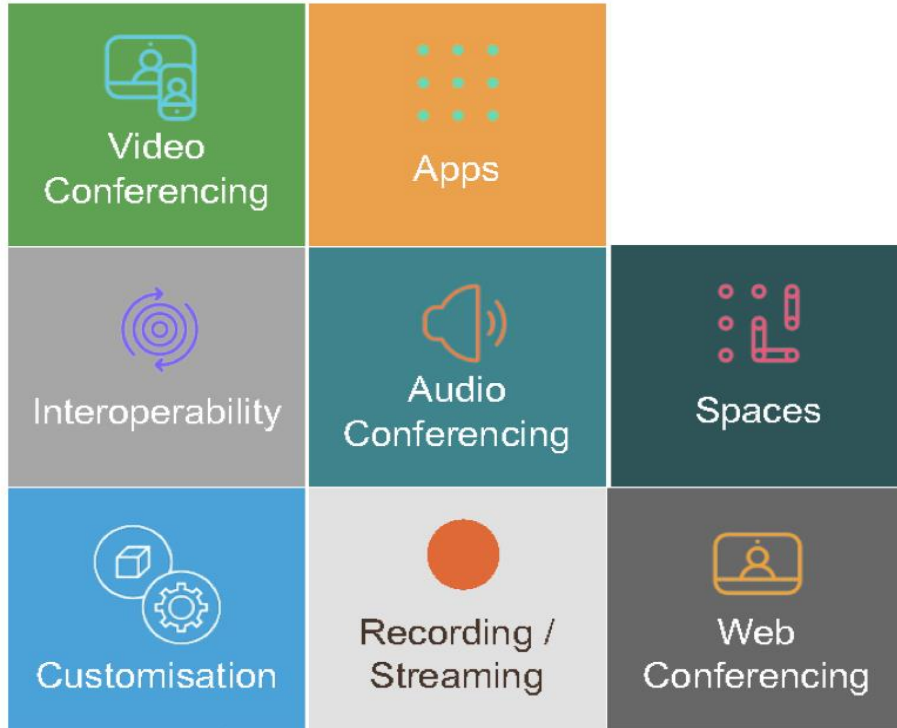 Video
Conferencing
Apps
Interoperability
Audio
Conferencing
Spaces
Customisation
Recording /
Streaming
Web
Conferencing